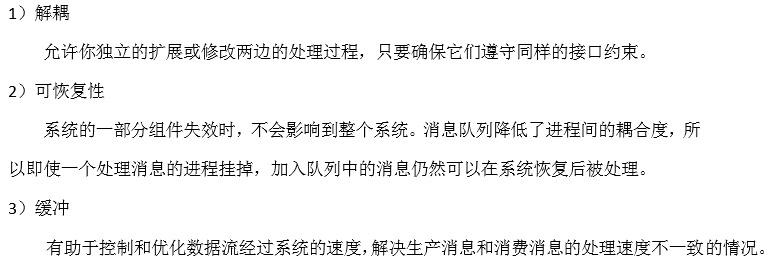 1）解耦
允许你独立的扩展或修改两边的处理过程，只要确保它们遵守同样的接口约束。
2）可恢复性
系统的一部分组件失效时，不会影响到整个系统。消息队列降低了进程间的耦合度，所
以即使一个处理消息的进程挂掉，加入队列中的消息仍然可以在系统恢复后被处理。
3）缓冲
有助于控制和优化数据流经过系统的速度，解决生产消息和消费消息的处理速度不一致的情况。